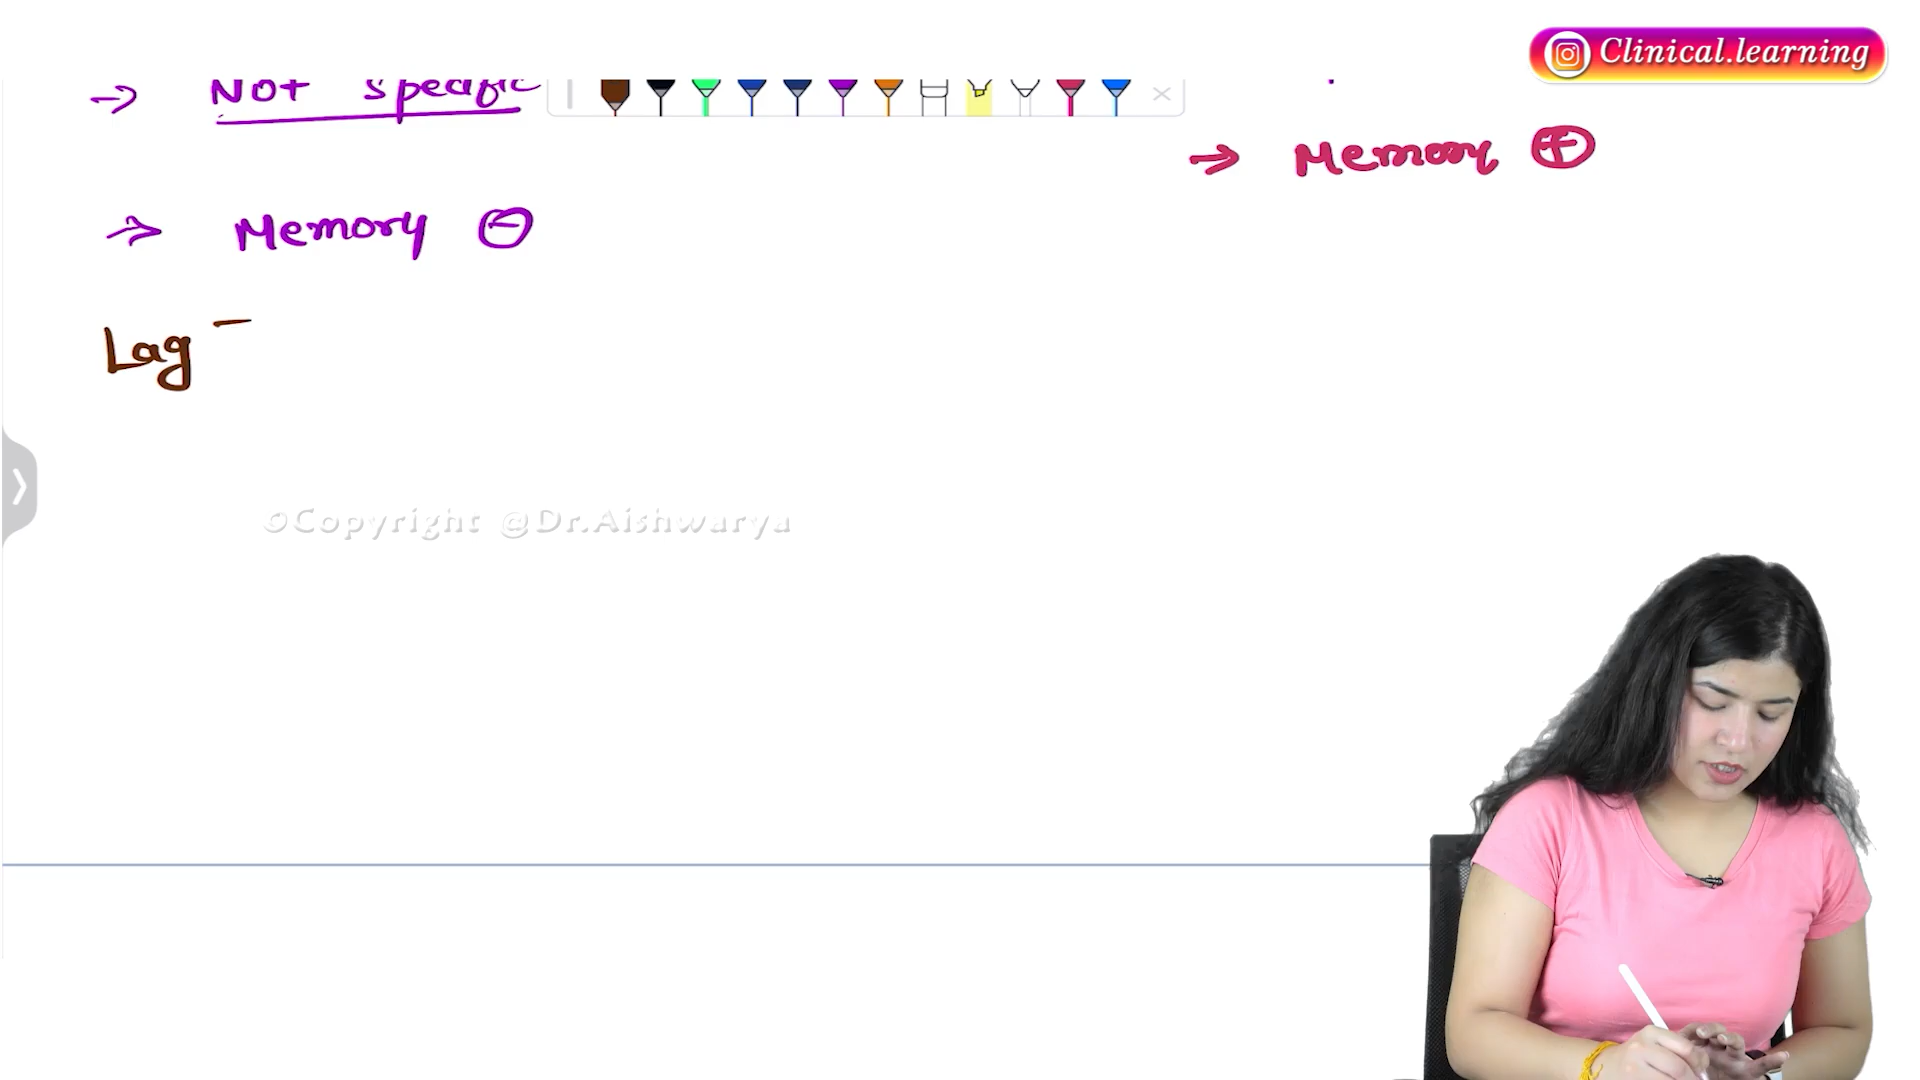 Clinical.learning
→ Not specific
→ Memory ⊕
→ Memory ⊖
Lag
©Copyright @Dr.Aishwarya